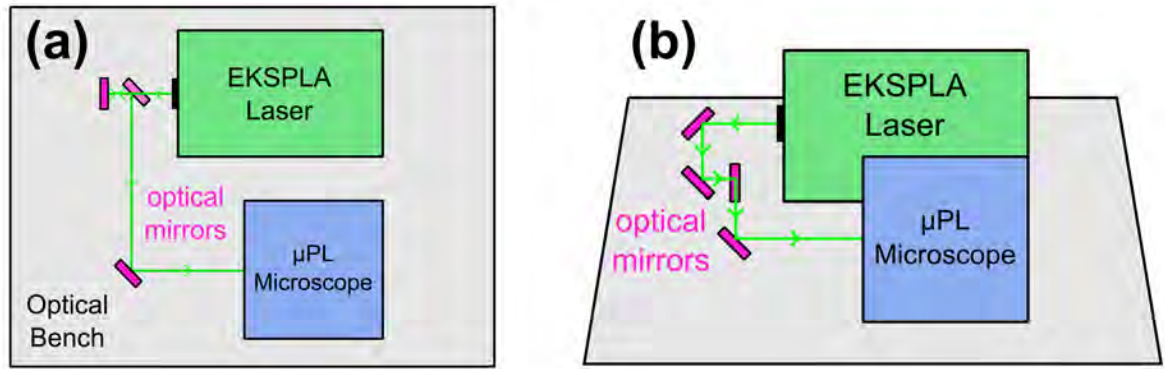 (a)
EKSPLA
Laser
optical
mirrors
µPL
Microscope
Optical
Bench
(b)
EKSPLA
Laser
optical
mirrors
µPL
Microscope